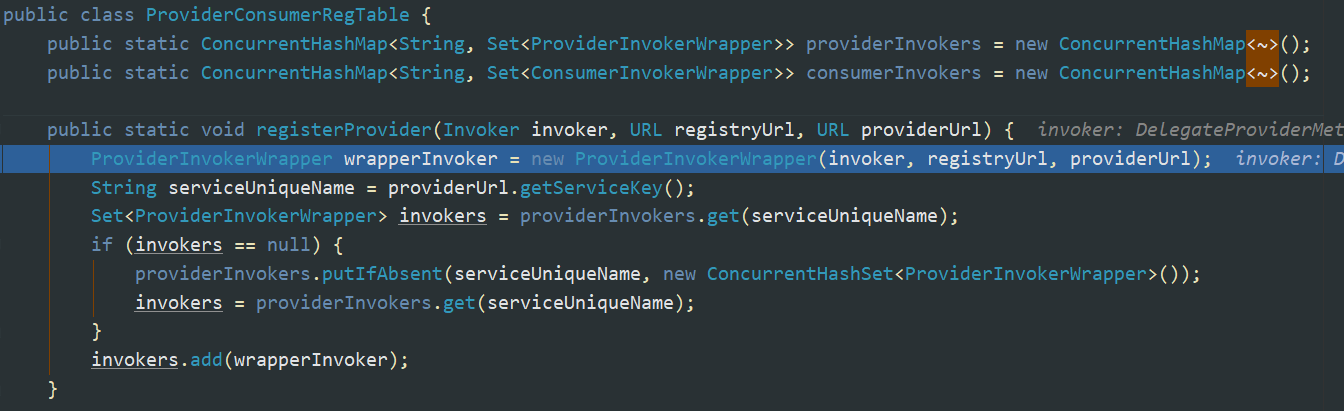 public class ProviderConsumerRegTable {
    public static ConcurrentHashMap<String, Set<ProviderInvokerWrapper>> providerInvokers = new ConcurrentHashMap<~>();
    public static ConcurrentHashMap<String, Set<ConsumerInvokerWrapper>> consumerInvokers = new ConcurrentHashMap<~>();
    public static void registerProvider(Invoker invoker, URL registryUrl, URL providerUrl) {  invoker: DelegateProviderMet
        ProviderInvokerWrapper wrapperInvoker = new ProviderInvokerWrapper(invoker, registryUrl, providerUrl);  invoker: D
        String serviceUniqueName = providerUrl.getServiceKey();
        Set<ProviderInvokerWrapper> invokers = providerInvokers.get(serviceUniqueName);
        if (invokers == null) {
            providerInvokers.putIfAbsent(serviceUniqueName, new ConcurrentHashSet<ProviderInvokerWrapper>());
            invokers = providerInvokers.get(serviceUniqueName);
        }
        invokers.add(wrapperInvoker);
    }